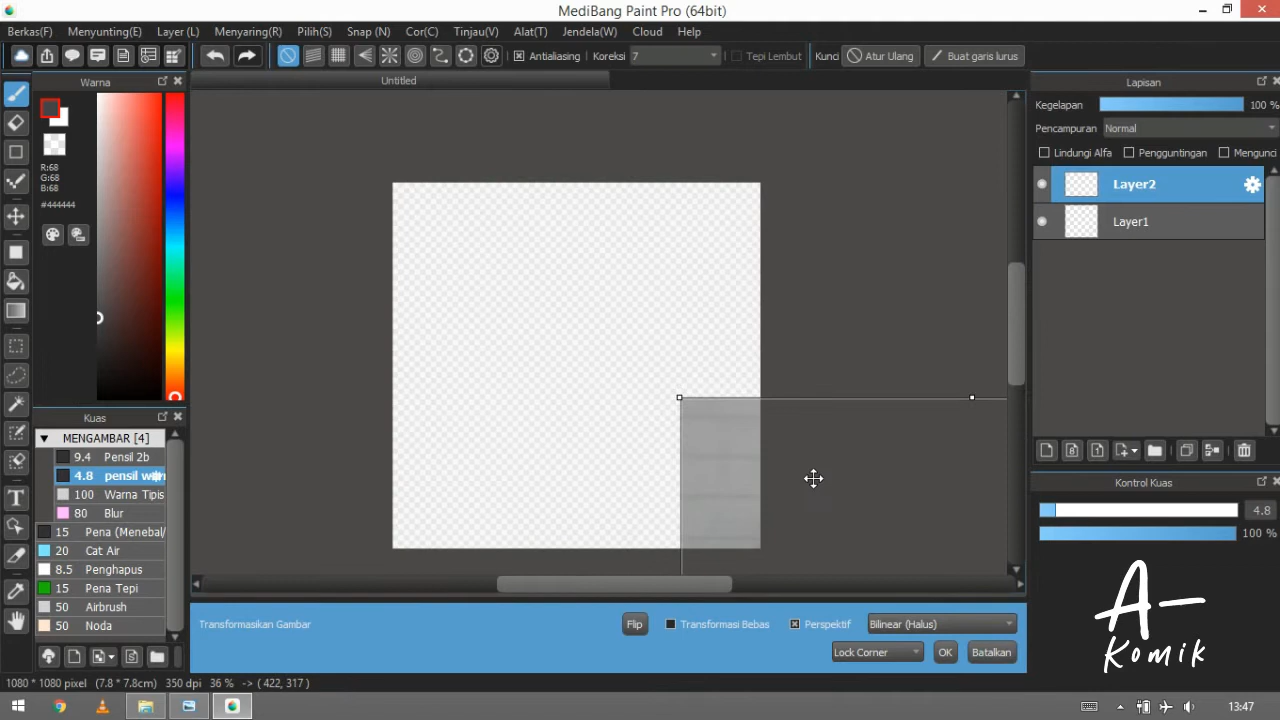 MediBang Paint Pro (64bit)
Berkas(F) Menyunting(E) Layer (L) Menyaring(R) Pilih(S) Snap (N) Cor(C) Tinjau(V) Alat(T) Jendela(W) Cloud Help
Antialiasing Koreksi 7 Tepi Lembut Kunci Atur Ulang Buat garis lurus
Warna
Untitled
Lapisan
Kegelapan 100 %
Pencampuran Normal
Lindungi Alfa Pengguntingan Mengunci
R:68
G:68
B:68
#444444
Layer2
Layer1
Kuas
MENGAMBAR [4]
9.4 Pensil 2b
4.8 pensil
100 Warna Tipis
80 Blur
15 Pena (Menebal/
20 Cat Air
8.5 Penghapus
15 Pena Tepi
50 Airbrush
50 Noda
Kontrol Kuas
4.8
100 %
A-
Komik
Transformasikan Gambar Flip Transformasi Bebas Perspektif Bilinear (Halus)
Lock Corner OK Batalkan
1080 * 1080 pixel (7.8 * 7.8cm) 350 dpi 36 % -> ( 422, 317 )
13:47